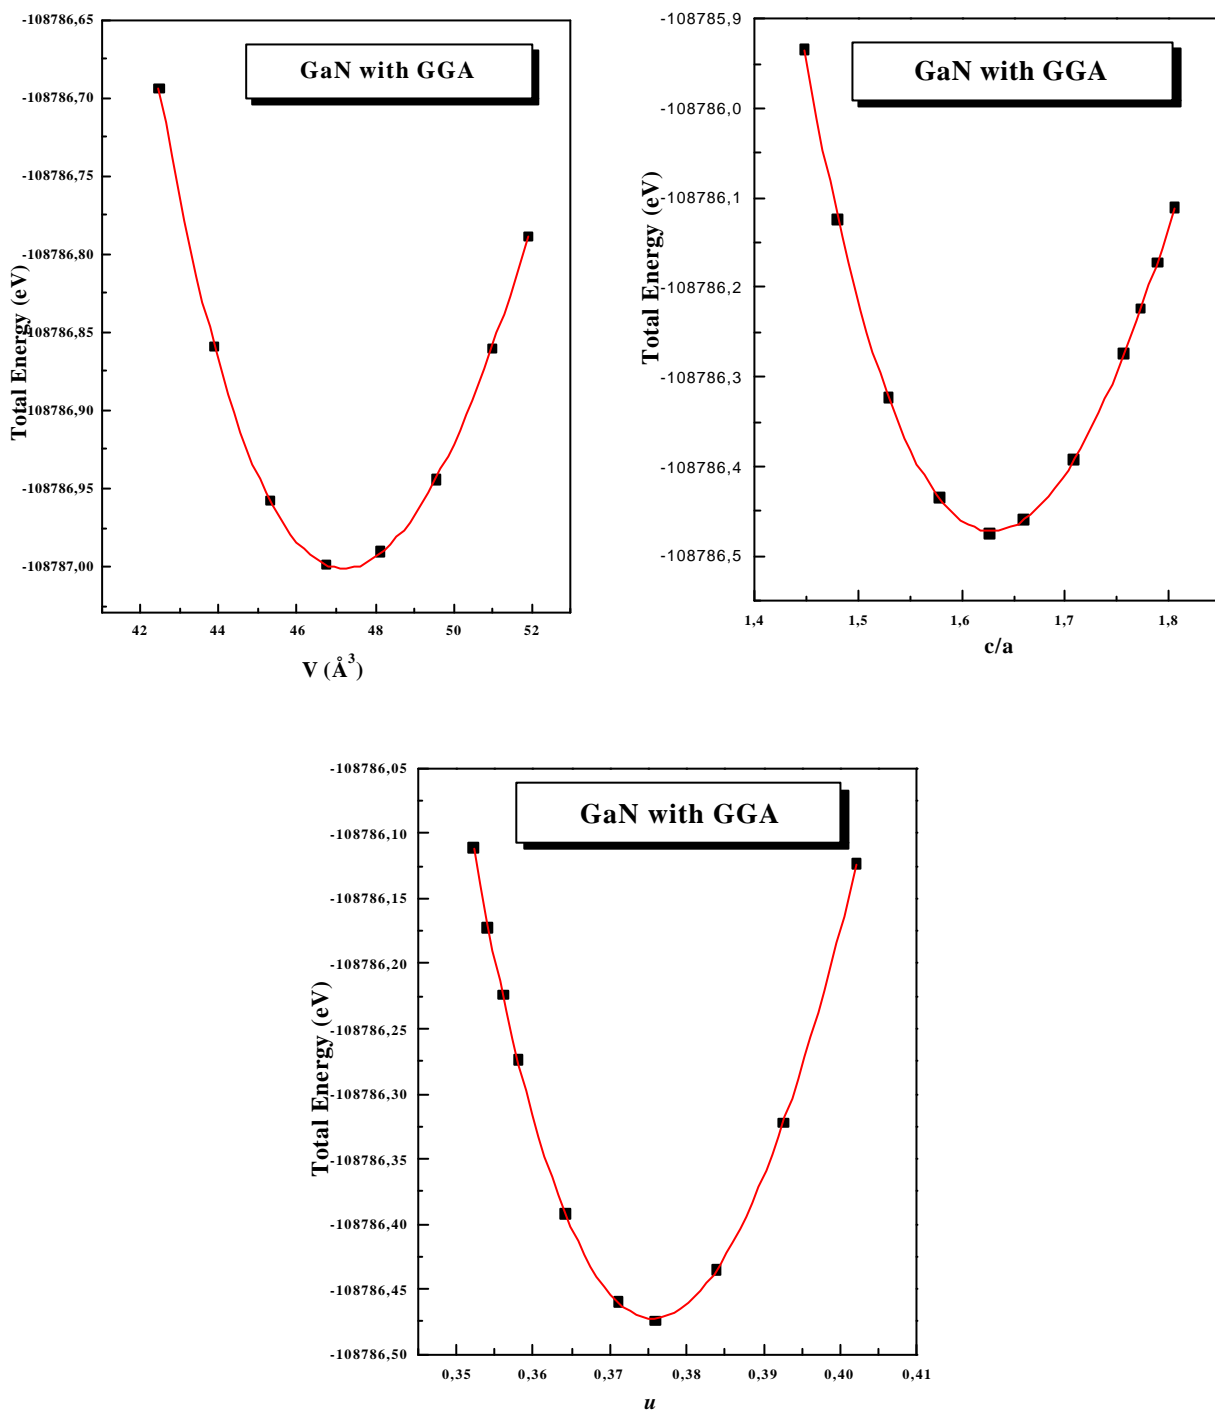 -108786,65
GaN with GGA
-108786,70
-108786,75
-108786,80
-108786,85
-108786,90
-108786,95
-108787,00
Total Energy (eV)
42 44 46 48 50 52
V (Å3)
-108785,9
GaN with GGA
-108786,0
-108786,1
-108786,2
-108786,3
-108786,4
-108786,5
Total Energy (eV)
1,4 1,5 1,6 1,7 1,8
c/a
-108786,05
GaN with GGA
-108786,10
-108786,15
-108786,20
-108786,25
-108786,30
-108786,35
-108786,40
-108786,45
-108786,50
Total Energy (eV)
0,35 0,36 0,37 0,38 0,39 0,40 0,41
u